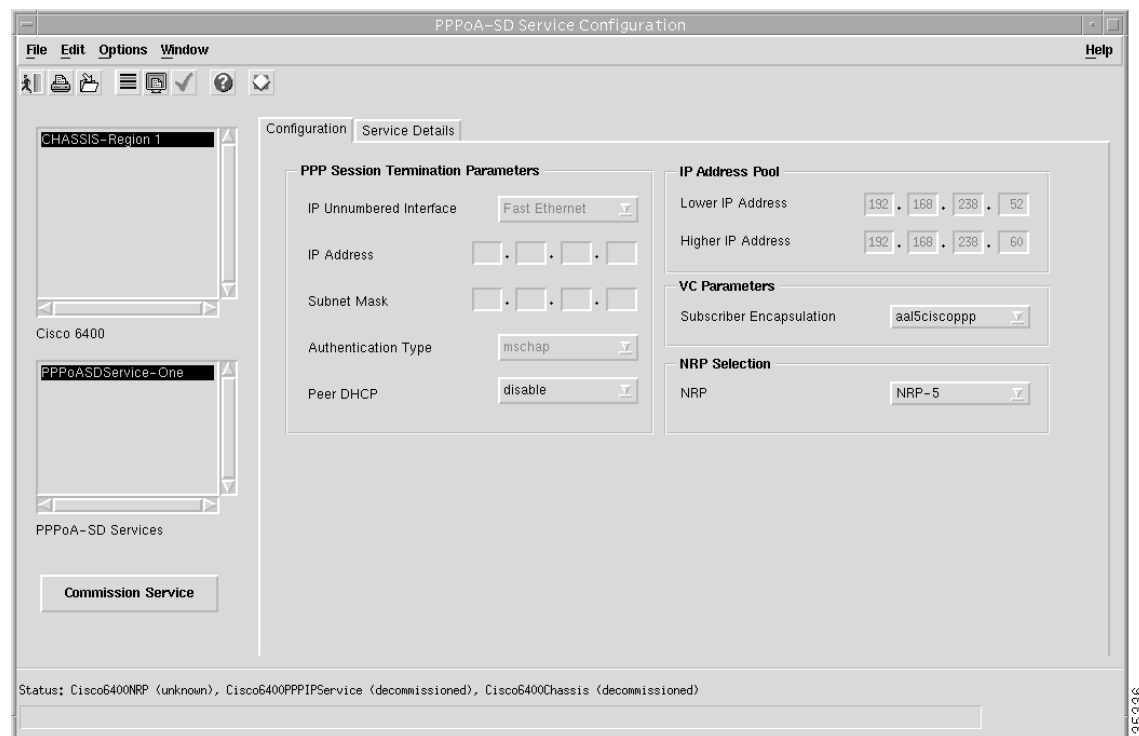 PPPoA-SD Service Configuration
File Edit Options Window Help
CHASSIS-Region 1
Cisco 6400
PPPoASDService-One
PPPoA-SD Services
Commission Service
Configuration Service Details
PPP Session Termination Parameters
IP Unnumbered Interface Fast Ethernet
IP Address . . .
Subnet Mask . . .
Authentication Type mschap
Peer DHCP disable
IP Address Pool
Lower IP Address 192 . 168 . 238 . 52
Higher IP Address 192 . 168 . 238 . 60
VC Parameters
Subscriber Encapsulation aal5ciscoppp
NRP Selection
NRP NRP-5
Status: Cisco6400NRP (unknown), Cisco6400PPPIPService (decommissioned), Cisco6400Chassis (decommissioned)
35336